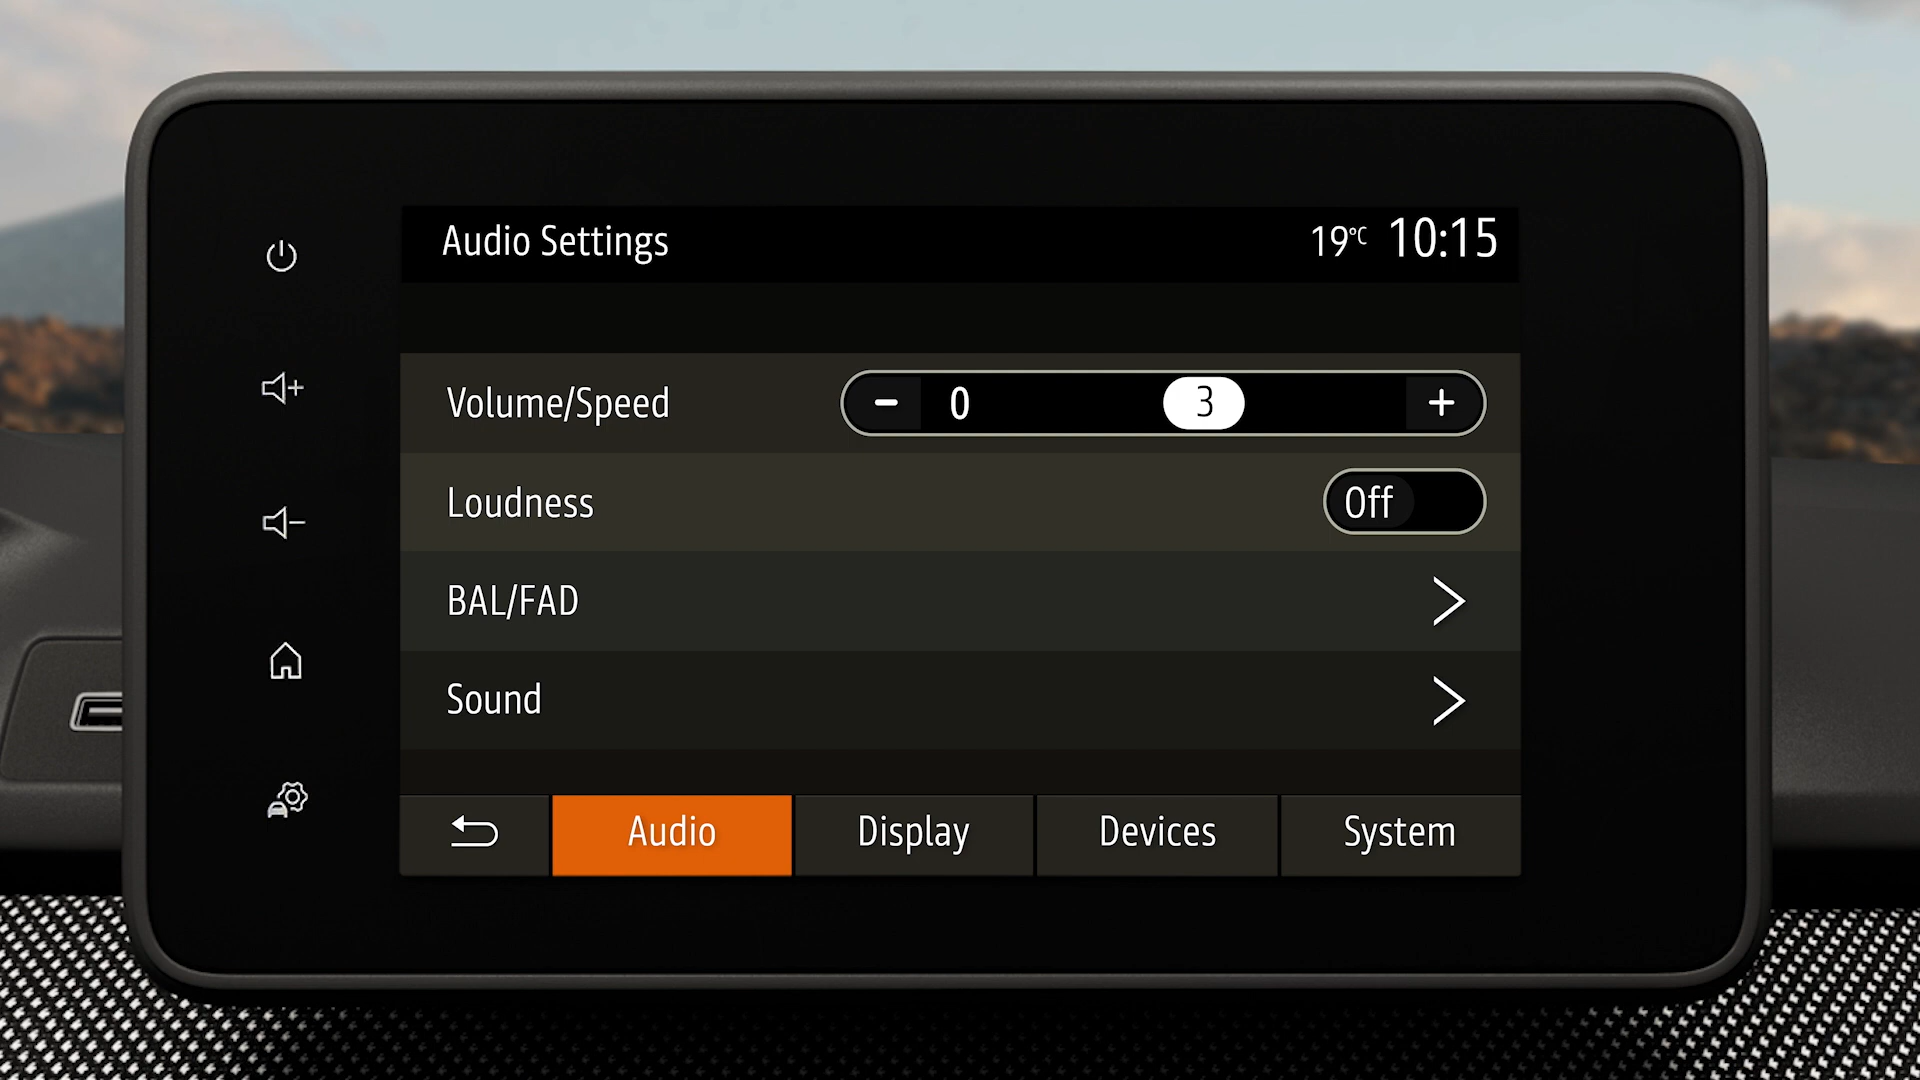 Audio Settings 19°C 10:15
Volume/Speed - 0 3 +
Loudness Off
BAL/FAD >
Sound >
Audio Display Devices System